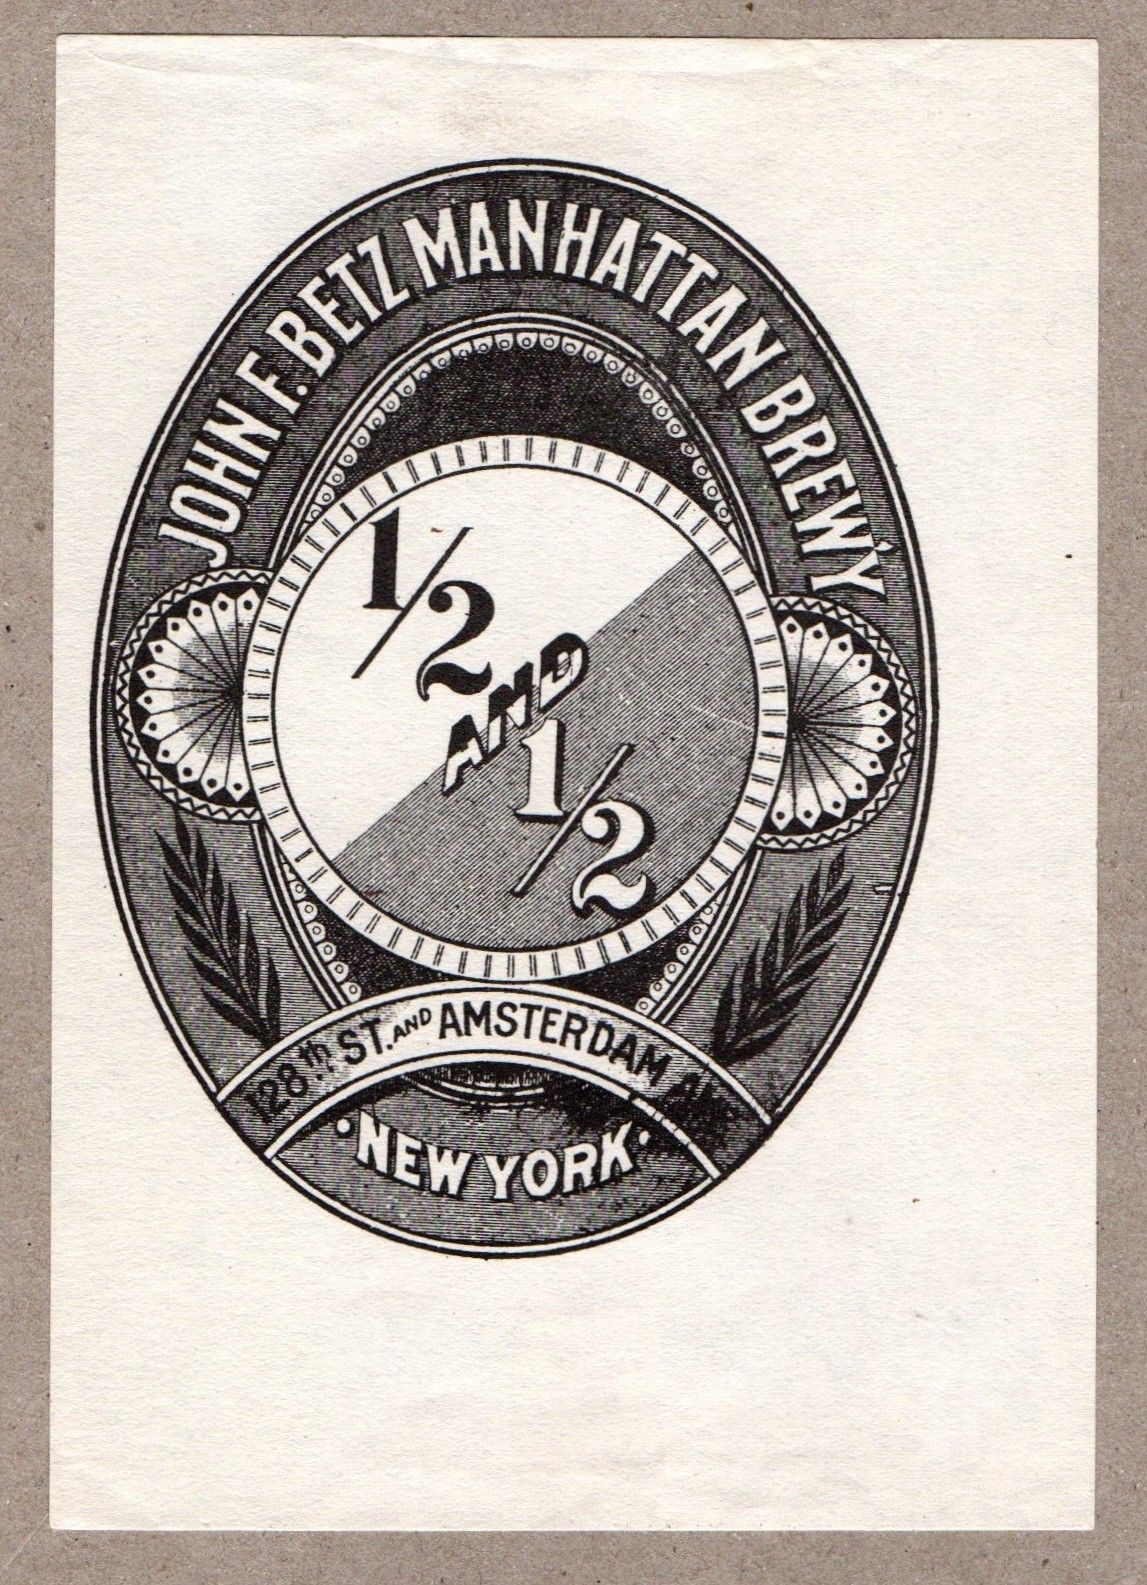 JOHN F. BETZ MANHATTAN BREW'Y
1/2
AND
1/2
128th ST. AND AMSTERDAM
NEW YORK